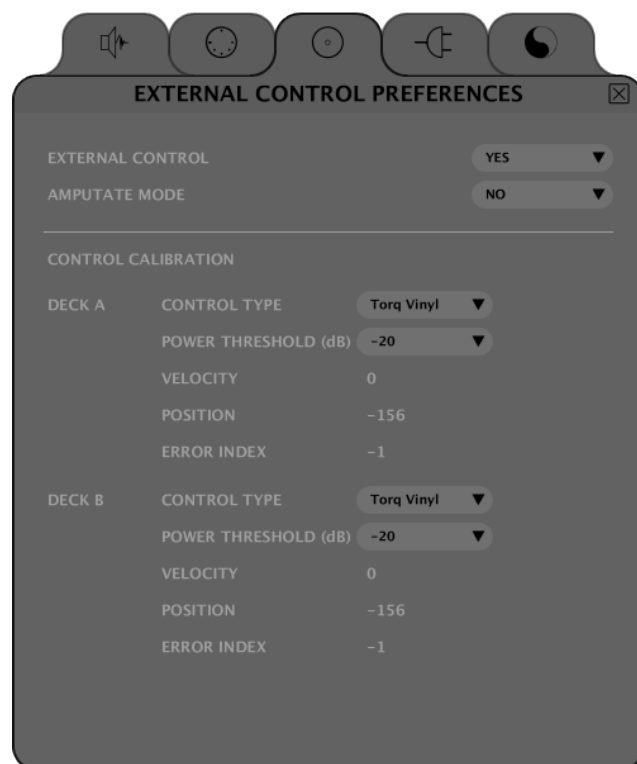 EXTERNAL CONTROL PREFERENCES
EXTERNAL CONTROL YES
AMPUTATE MODE NO
CONTROL CALIBRATION
DECK A CONTROL TYPE Torq Vinyl
POWER THRESHOLD (dB) -20
VELOCITY 0
POSITION -156
ERROR INDEX -1
DECK B CONTROL TYPE Torq Vinyl
POWER THRESHOLD (dB) -20
VELOCITY 0
POSITION -156
ERROR INDEX -1